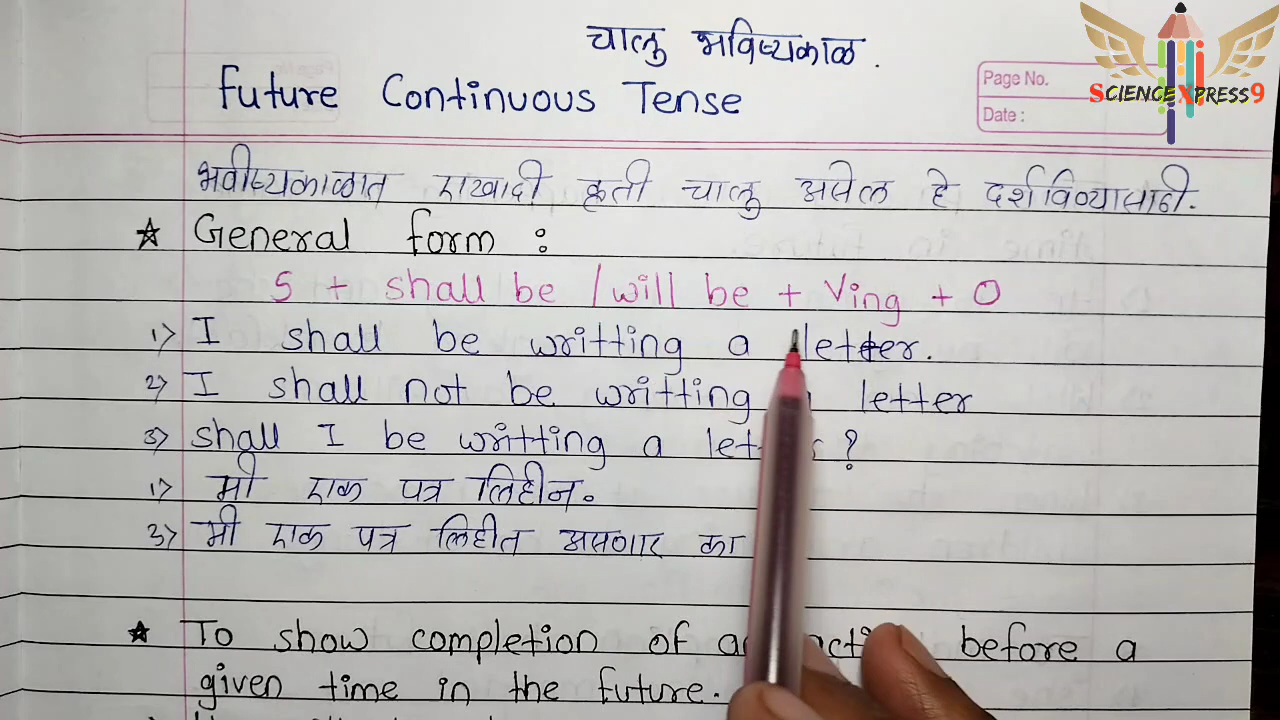 चालु भविष्यकाळ.
Future Continuous Tense
Page No.
Date :
SCIENCEXPRESS9
भवीष्यकाळात एखादी कृती चालु असेल हे दर्शविण्यासाठी.
☆ General form :
S + shall be / will be + Ving + O
1) I shall be writting a letter.
2) I shall not be writting letter
3) shall I be writting a ?
1) मी एक पत्र लिहीन.
3) मी एक पत्र लिहीत असणार का
★ To show completion of before a
given time in the future.